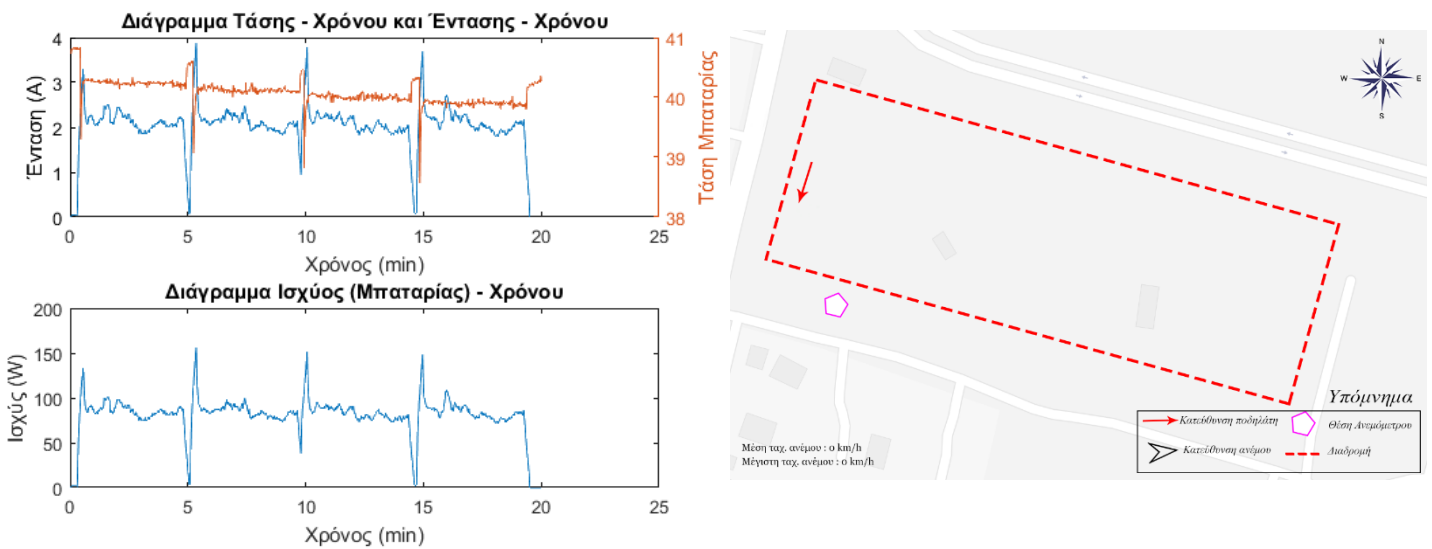 Διάγραμμα Τάσης - Χρόνου και Έντασης - Χρόνου
Ένταση (A)
4
3
2
1
0
41
40
39
38
Τάση Μπαταρίας
0 5 10 15 20 25
Χρόνος (min)
Διάγραμμα Ισχύος (Μπαταρίας) - Χρόνου
Ισχύς (W)
200
150
100
50
0
0 5 10 15 20 25
Χρόνος (min)
N
W E
S
Μέση ταχ. ανέμου : 0 km/h
Μέγιστη ταχ. ανέμου : 0 km/h
Υπόμνημα
Κατεύθυνση ποδηλάτη Θέση Ανεμόμετρου
Κατεύθυνση ανέμου Διαδρομή